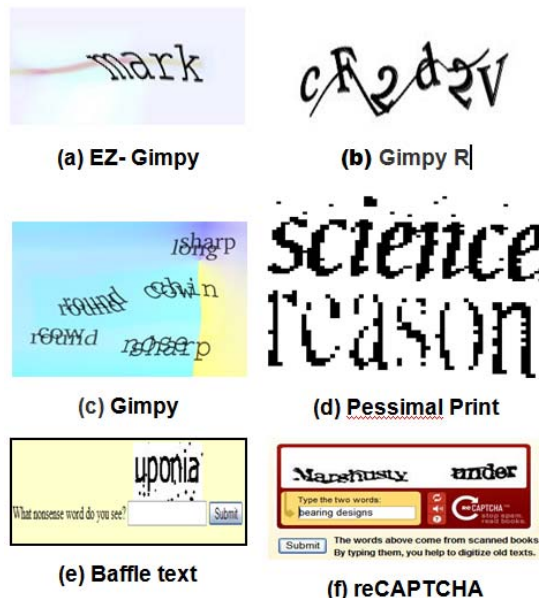 mark
cF2d2V
(a) EZ- Gimpy
(b) Gimpy R
sharp
long
round
cow
round
nose
sharp
science
reason
(c) Gimpy
(d) Pessimal Print
uponia
What nonsense word do you see?
Submit
(e) Baffle text
under
Type the two words:
bearing designs
reCAPTCHA
stop spam.
read books.
Submit
The words above come from scanned books
By typing them, you help to digitize old texts.
(f) reCAPTCHA